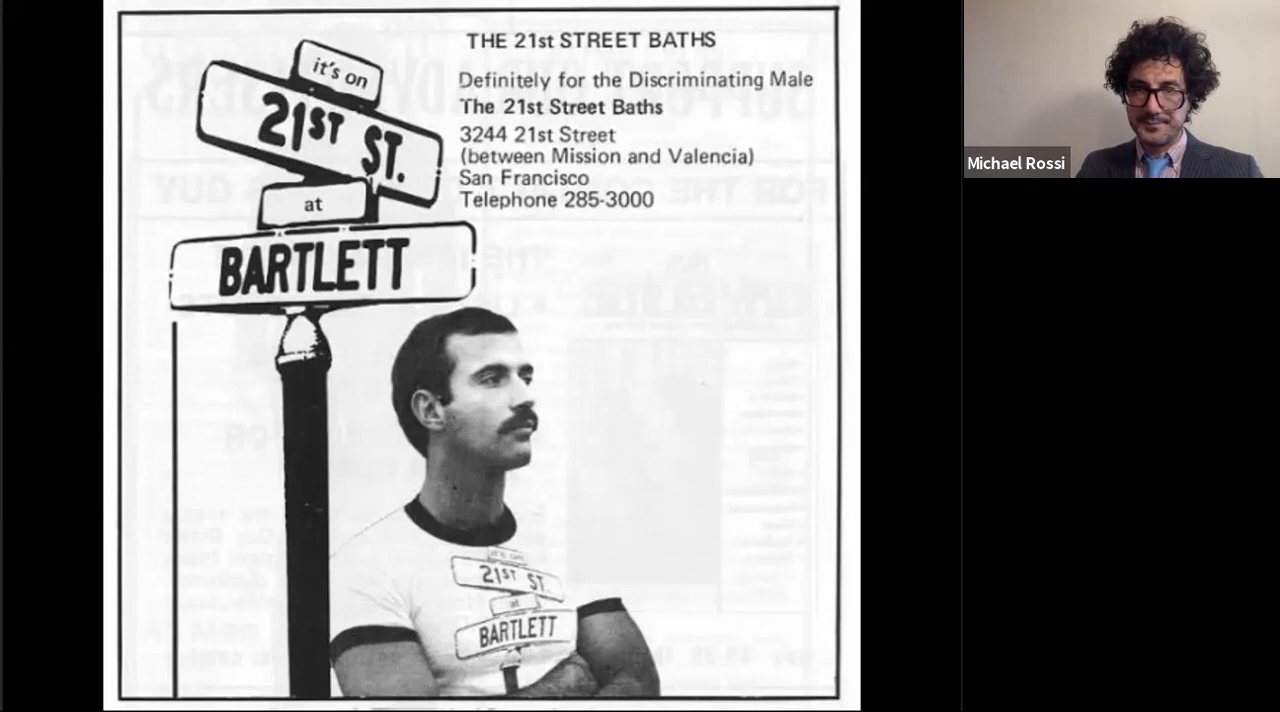 THE 21st STREET BATHS
Definitely for the Discriminating Male
The 21st Street Baths
3244 21st Street
(between Mission and Valencia)
San Francisco
Telephone 285-3000
it's on
21ST ST.
at
BARTLETT
it's on
21ST ST.
at
BARTLETT
Michael Rossi